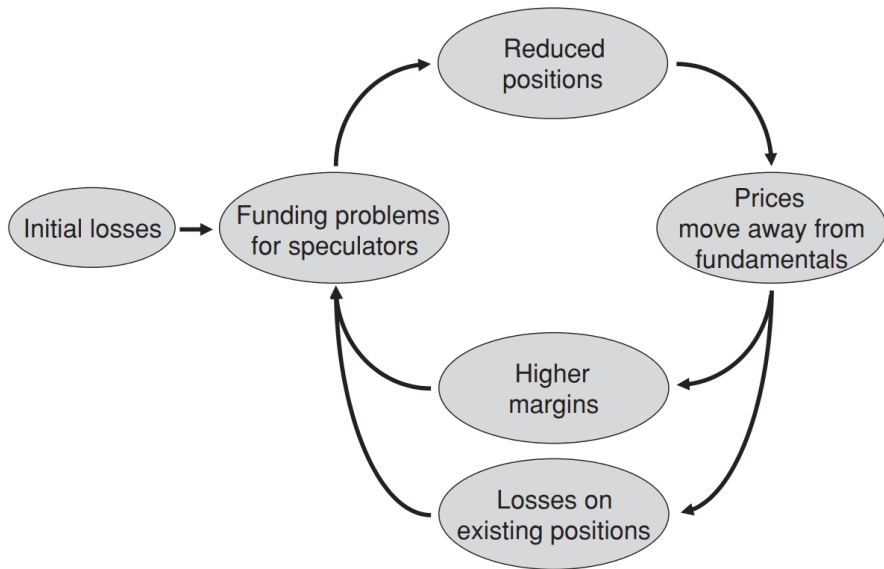 Reduced
positions
Initial losses
Funding problems
for speculators
Prices
move away from
fundamentals
Higher
margins
Losses on
existing positions